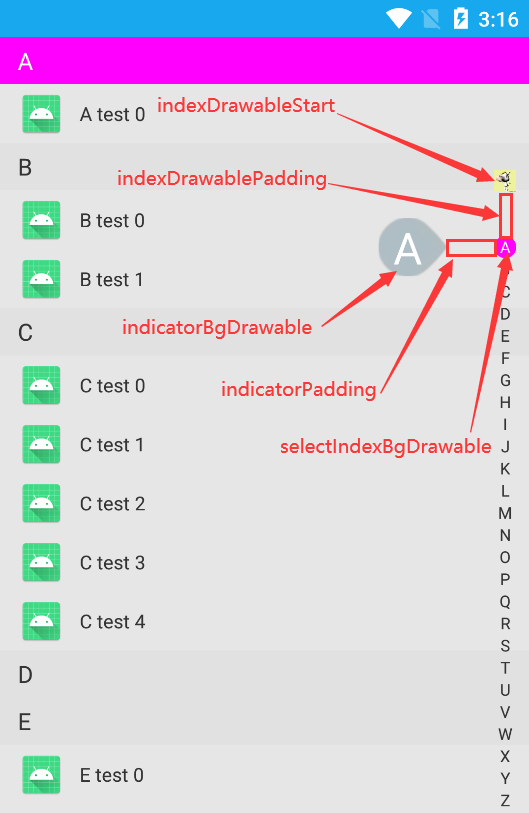 3:16
A
A test 0
indexDrawableStart
B
indexDrawablePadding
B test 0
A
A
B test 1
C
indicatorBgDrawable
C test 0
indicatorPadding
C test 1
selectIndexBgDrawable
C test 2
C test 3
C test 4
D
E
E test 0
C
D
E
F
G
H
I
J
K
L
M
N
O
P
Q
R
S
T
U
V
W
X
Y
Z